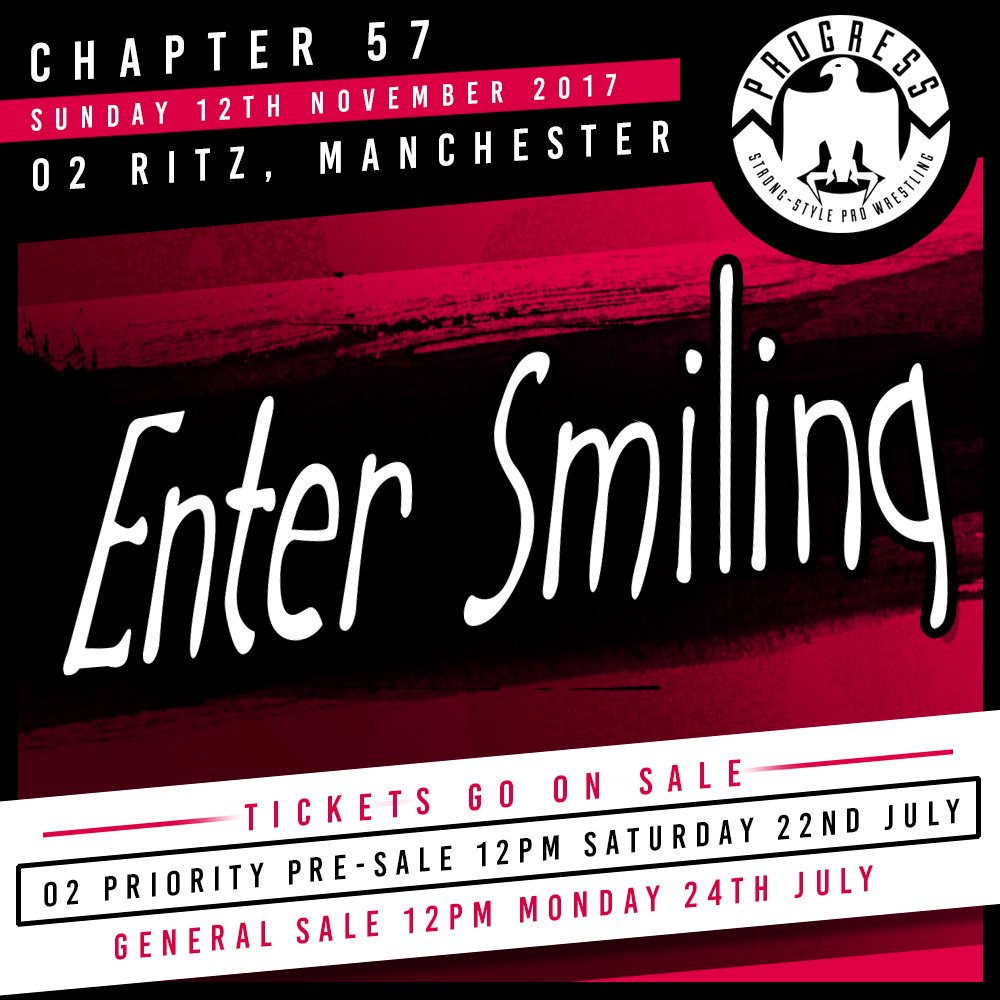 CHAPTER 57
SUNDAY 12TH NOVEMBER 2017
O2 RITZ, MANCHESTER
PROGRESS
STRONG-STYLE PRO WRESTLING
Enter Smiling
TICKETS GO ON SALE
O2 PRIORITY PRE-SALE 12PM SATURDAY 22ND JULY
GENERAL SALE 12PM MONDAY 24TH JULY